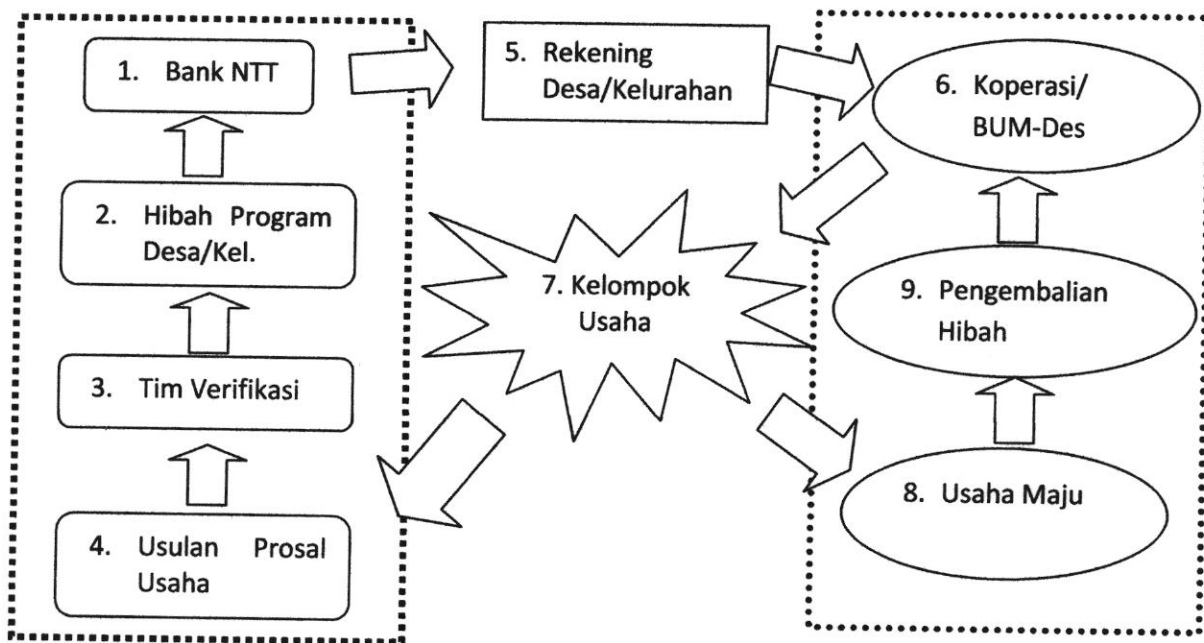 1. Bank NTT
2. Hibah Program
Desa/Kel.
3. Tim Verifikasi
4. Usulan Prosal
Usaha
5. Rekening
Desa/Kelurahan
6. Koperasi/
BUM-Des
7. Kelompok
Usaha
8. Usaha Maju
9. Pengembalian
Hibah